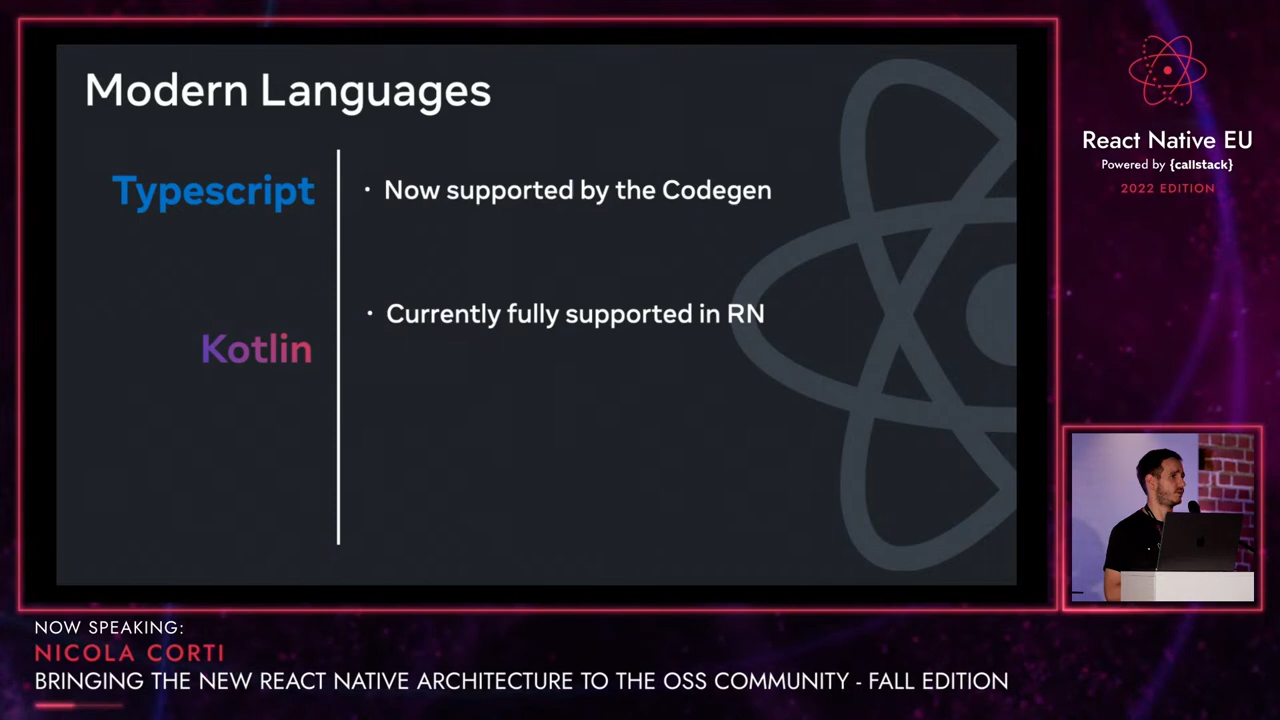 Modern Languages
Typescript
• Now supported by the Codegen
• Currently fully supported in RN
Kotlin
React Native EU
Powered by {callstack}
2022 EDITION
NOW SPEAKING:
NICOLA CORTI
BRINGING THE NEW REACT NATIVE ARCHITECTURE TO THE OSS COMMUNITY - FALL EDITION